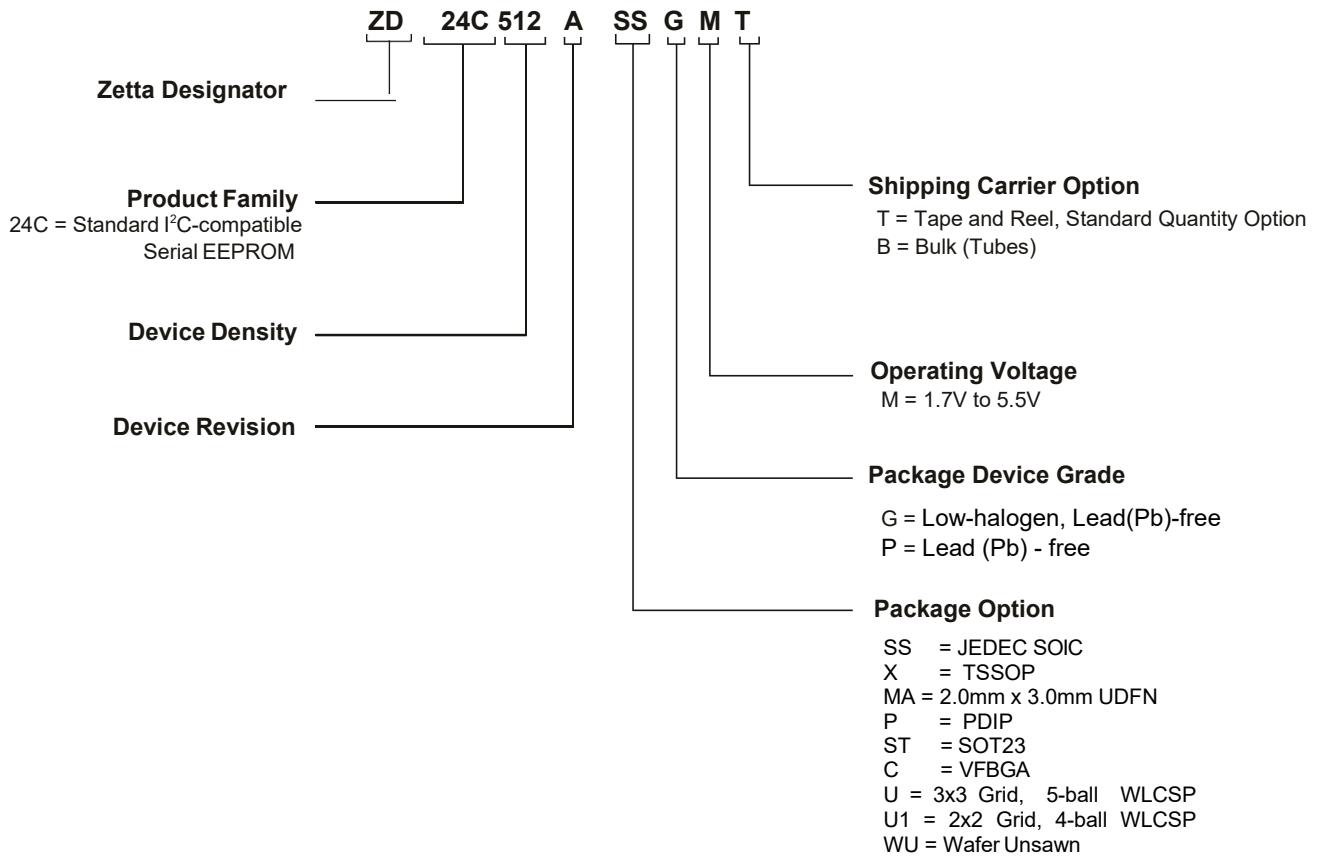 ZD 24C 512 A SS G M T
Zetta Designator
Product Family
24C = Standard I²C-compatible
Serial EEPROM
Device Density
Device Revision
Shipping Carrier Option
T = Tape and Reel, Standard Quantity Option
B = Bulk (Tubes)
Operating Voltage
M = 1.7V to 5.5V
Package Device Grade
G = Low-halogen, Lead(Pb)-free
P = Lead (Pb) - free
Package Option
SS = JEDEC SOIC
X = TSSOP
MA = 2.0mm x 3.0mm UDFN
P = PDIP
ST = SOT23
C = VFBGA
U = 3x3 Grid, 5-ball WLCSP
U1 = 2x2 Grid, 4-ball WLCSP
WU = Wafer Unsawn